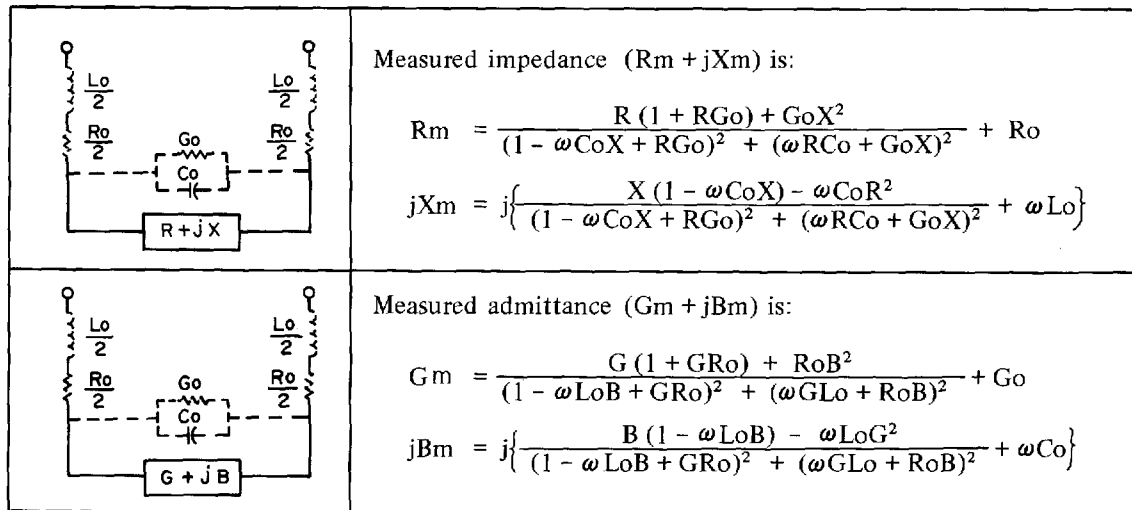 Lo/2 Lo/2
Ro/2 Go Ro/2
Co
R + jX
Measured impedance (Rm + jXm) is:
Rm = R (1 + RGo) + GoX² / (1 - ωCoX + RGo)² + (ωRCo + GoX)² + Ro
jXm = j{ X (1 - ωCoX) - ωCoR² / (1 - ωCoX + RGo)² + (ωRCo + GoX)² + ωLo}
Lo/2 Lo/2
Ro/2 Go Ro/2
Co
G + jB
Measured admittance (Gm + jBm) is:
Gm = G (1 + GRo) + RoB² / (1 - ωLoB + GRo)² + (ωGLo + RoB)² + Go
jBm = j{ B (1 - ωLoB) - ωLoG² / (1 - ωLoB + GRo)² + (ωGLo + RoB)² + ωCo}